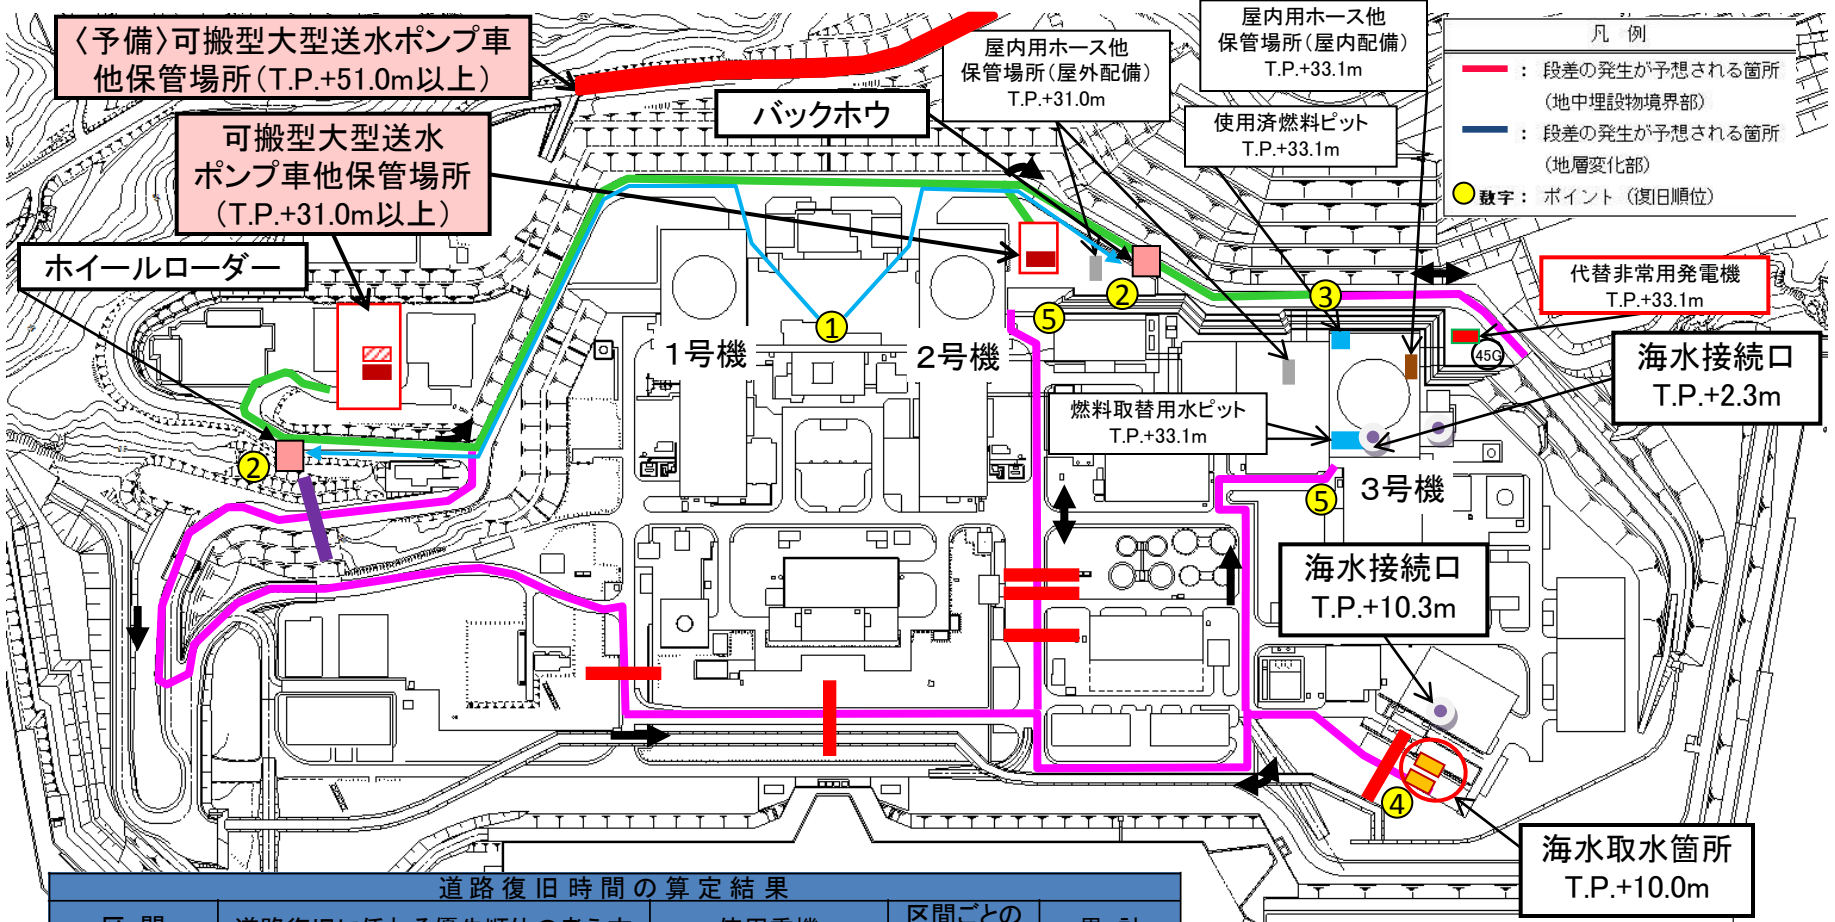 〈予備〉可搬型大型送水ポンプ車
他保管場所(T.P.+51.0m以上)
可搬型大型送水
ポンプ車他保管場所
(T.P.+31.0m以上)
ホイールローダー
バックホウ
屋内用ホース他
保管場所(屋外配備)
T.P.+31.0m
屋内用ホース他
保管場所(屋内配備)
T.P.+33.1m
使用済燃料ピット
T.P.+33.1m
凡 例
: 段差の発生が予想される箇所
(地中埋設物境界部)
: 段差の発生が予想される箇所
(地層変化部)
数字: ポイント (復旧順位)
代替非常用発電機
T.P.+33.1m
海水接続口
T.P.+2.3m
45G
燃料取替用水ピット
T.P.+33.1m
1号機
2号機
3号機
海水接続口
T.P.+10.3m
海水取水箇所
T.P.+10.0m
1
2
2
3
4
5
5
道路復旧時間の算定結果
区間ごとの